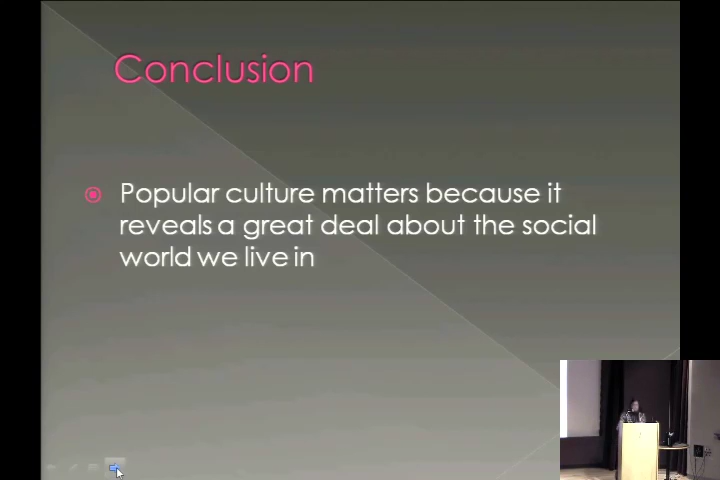 Conclusion
Popular culture matters because it
reveals a great deal about the social
world we live in